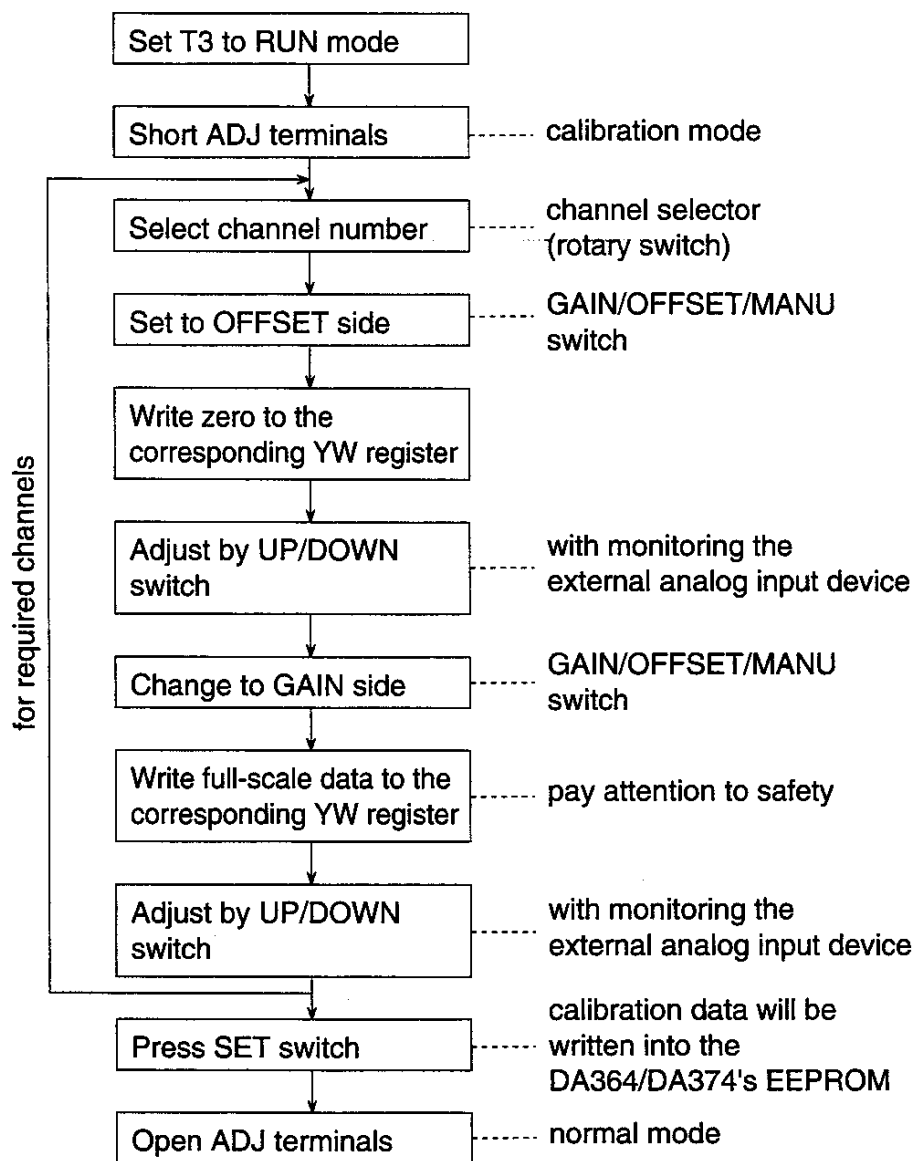 Set T3 to RUN mode
Short ADJ terminals
calibration mode
Select channel number
channel selector
(rotary switch)
Set to OFFSET side
GAIN/OFFSET/MANU
switch
Write zero to the
corresponding YW register
Adjust by UP/DOWN
switch
with monitoring the
external analog input device
Change to GAIN side
GAIN/OFFSET/MANU
switch
Write full-scale data to the
corresponding YW register
pay attention to safety
Adjust by UP/DOWN
switch
with monitoring the
external analog input device
for required channels
Press SET switch
calibration data will be
written into the
DA364/DA374's EEPROM
Open ADJ terminals
normal mode